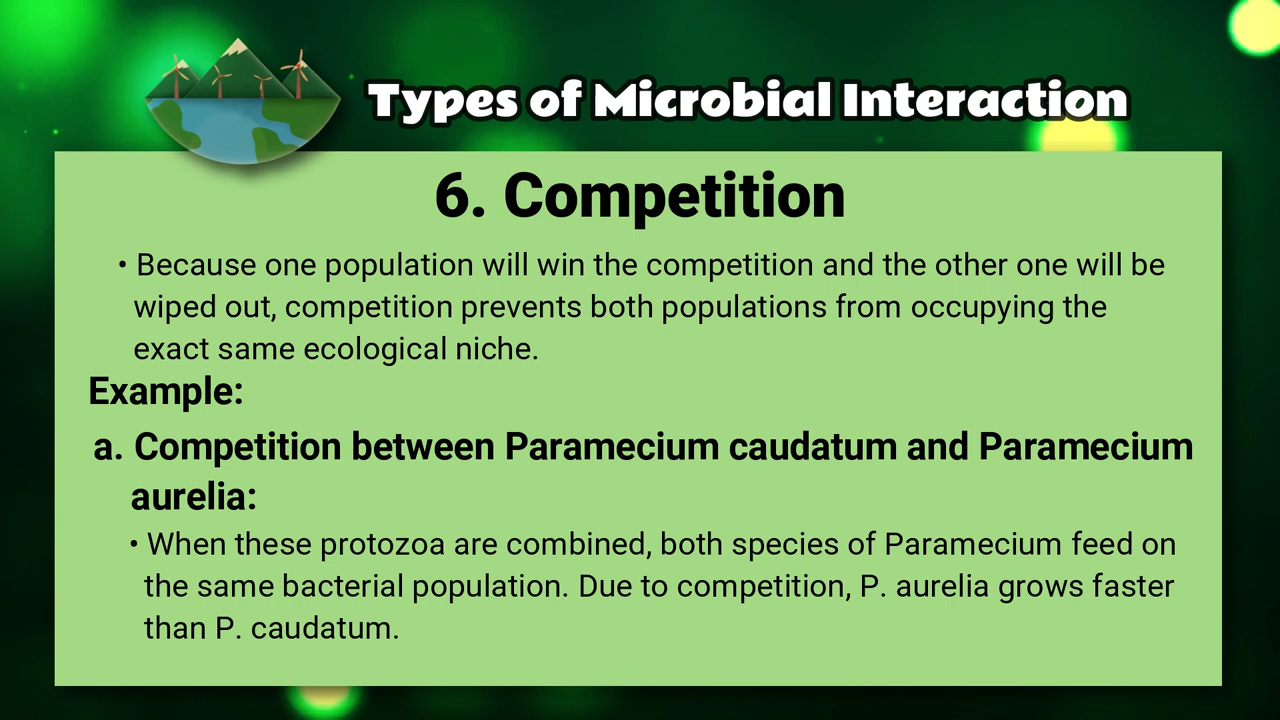 Types of Microbial Interaction
6. Competition
• Because one population will win the competition and the other one will be
wiped out, competition prevents both populations from occupying the
exact same ecological niche.
Example:
a. Competition between Paramecium caudatum and Paramecium
aurelia:
• When these protozoa are combined, both species of Paramecium feed on
the same bacterial population. Due to competition, P. aurelia grows faster
than P. caudatum.